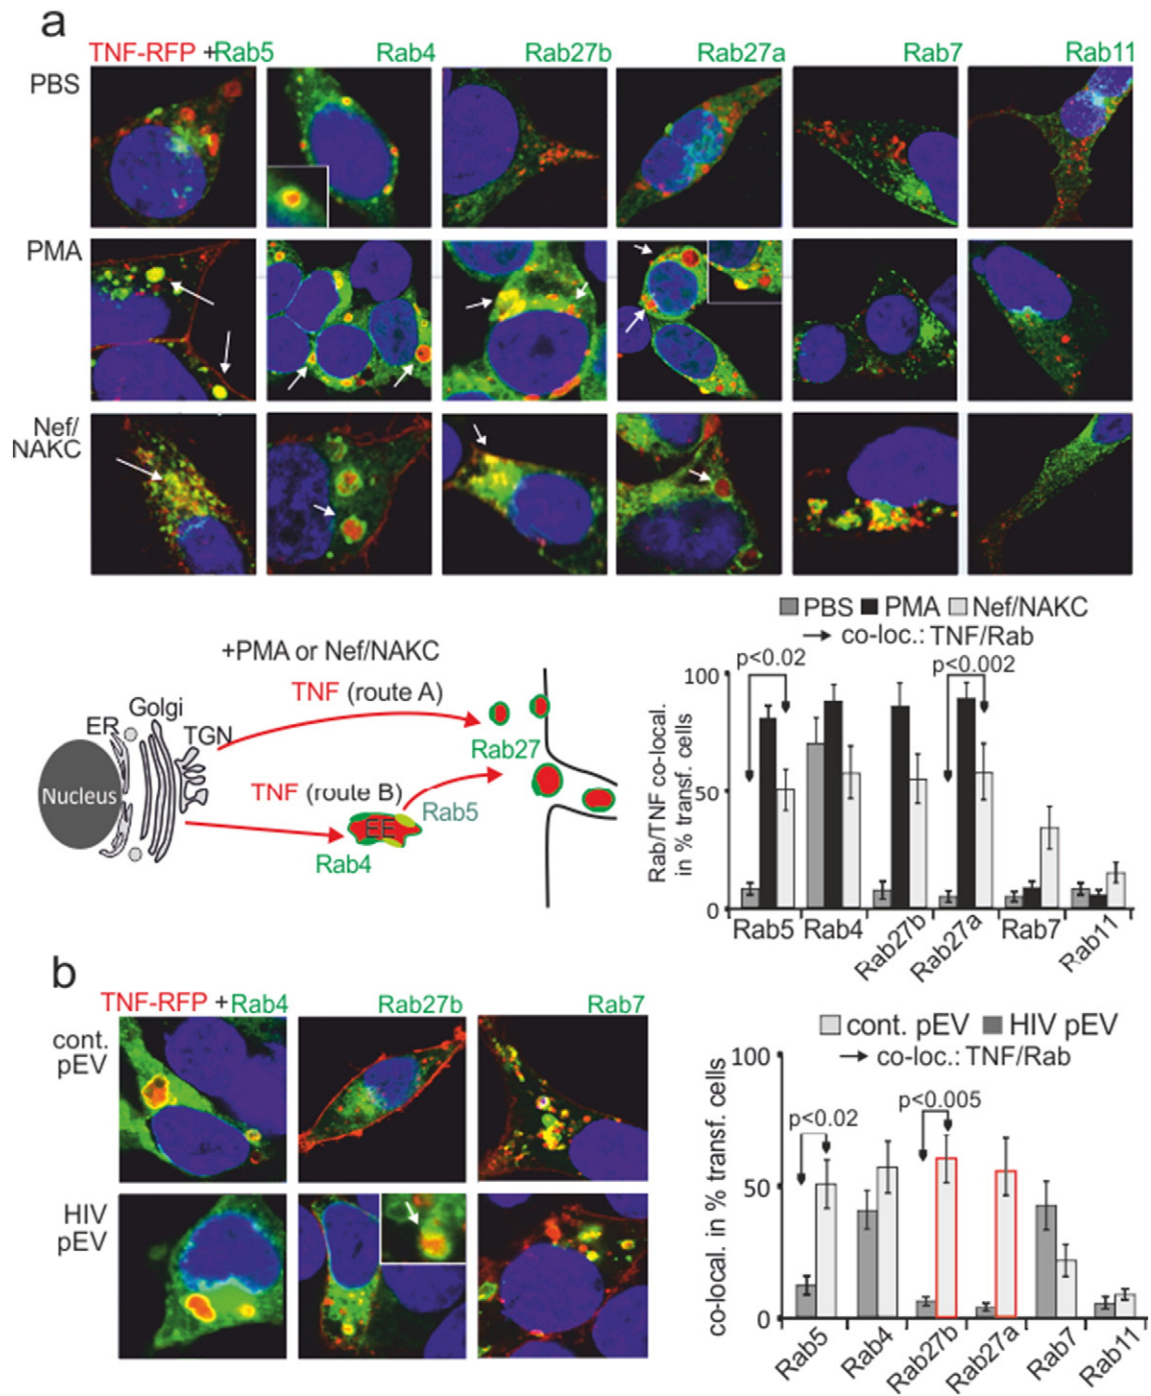 a
TNF-RFP +Rab5 Rab4 Rab27b Rab27a Rab7 Rab11
PBS
PMA
Nef/
NAKC
+PMA or Nef/NAKC
TNF (route A)
Golgi
ER
TGN
Nucleus
Rab27
TNF (route B)
Rab5
EE
Rab4
PBS PMA Nef/NAKC
co-loc.: TNF/Rab
p<0.02 p<0.002
100
50
0
Rab/TNF co-local.
in % transf. cells
Rab5 Rab4 Rab27b Rab27a Rab7 Rab11
b
TNF-RFP +Rab4 Rab27b Rab7
cont.
pEV
HIV
pEV
cont. pEV HIV pEV
co-loc.: TNF/Rab
p<0.02 p<0.005
100
50
0
co-local. in % transf. cells
Rab5 Rab4 Rab27b Rab27a Rab7 Rab11